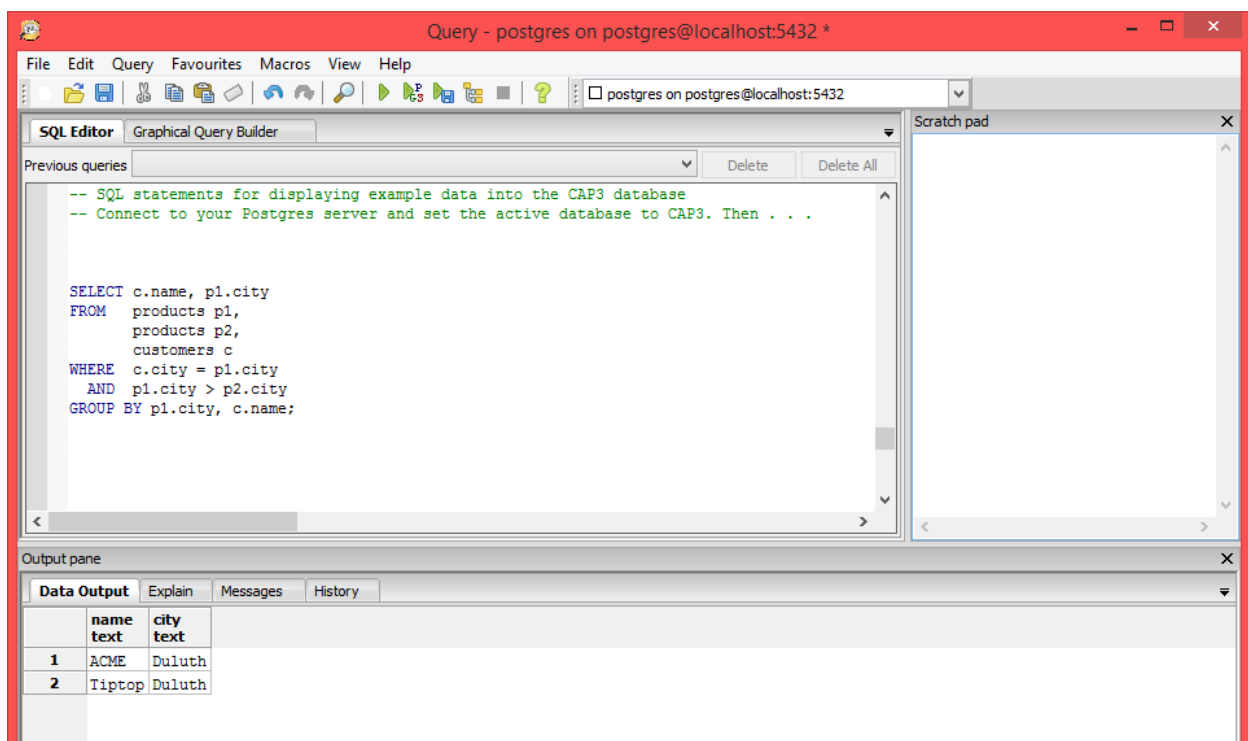 Query - postgres on postgres@localhost:5432 *
File Edit Query Favourites Macros View Help
postgres on postgres@localhost:5432
SQL Editor Graphical Query Builder
Scratch pad
Previous queries Delete Delete All
-- SQL statements for displaying example data into the CAP3 database
-- Connect to your Postgres server and set the active database to CAP3. Then . . .
SELECT c.name, p1.city
FROM products p1,
products p2,
customers c
WHERE c.city = p1.city
AND p1.city > p2.city
GROUP BY p1.city, c.name;
Output pane
Data Output Explain Messages History
name city
text text
1 ACME Duluth
2 Tiptop Duluth